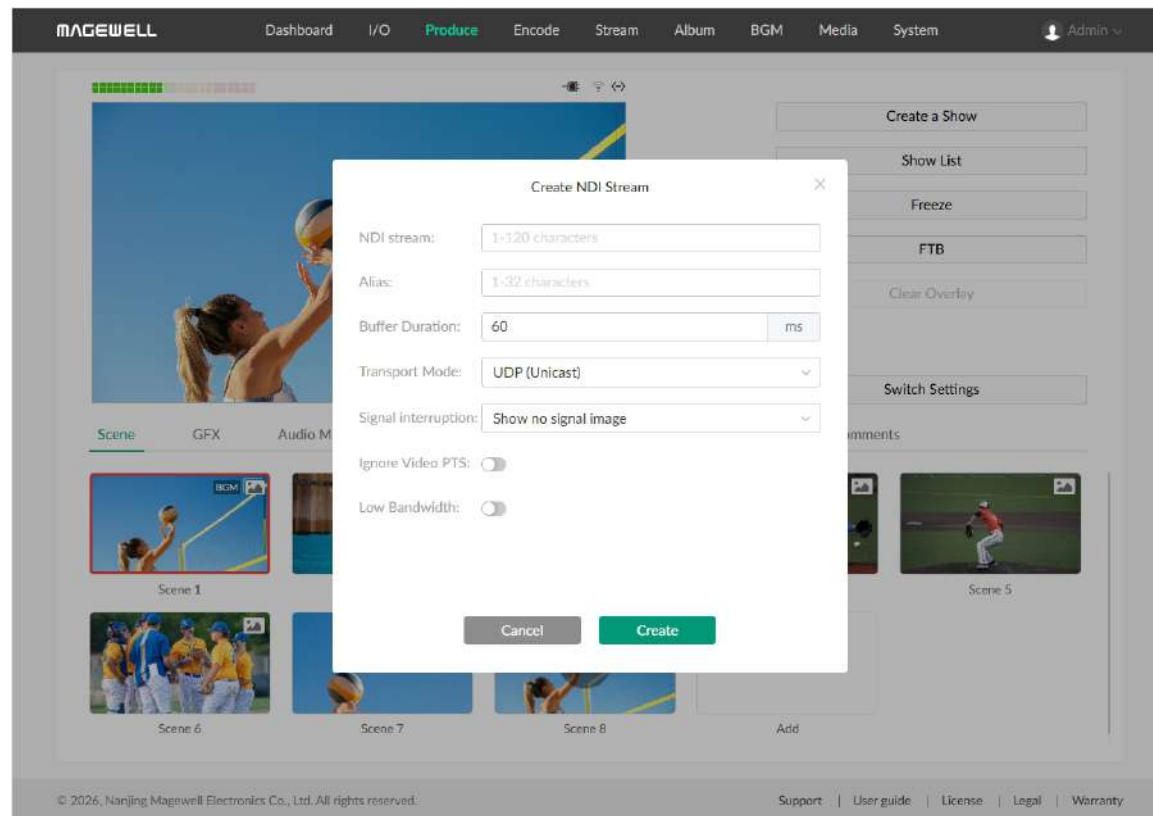 MAGEWELL
Dashboard I/O Produce Encode Stream Album BGM Media System Admin
Create a Show
Show List
Freeze
FTB
Clear Overlay
Switch Settings
Create NDI Stream
NDI stream: 1-120 characters
Alias: 1-32 characters
Buffer Duration: 60 ms
Transport Mode: UDP (Unicast)
Signal interruption: Show no signal image
Ignore Video PTS:
Low Bandwidth:
Cancel Create
Scene GFX Audio M omments
BGM
Scene 1 Scene 5
Scene 6 Scene 7 Scene 8 Add
© 2026, Nanjing Magewell Electronics Co., Ltd. All rights reserved.
Support | User guide | License | Legal | Warranty